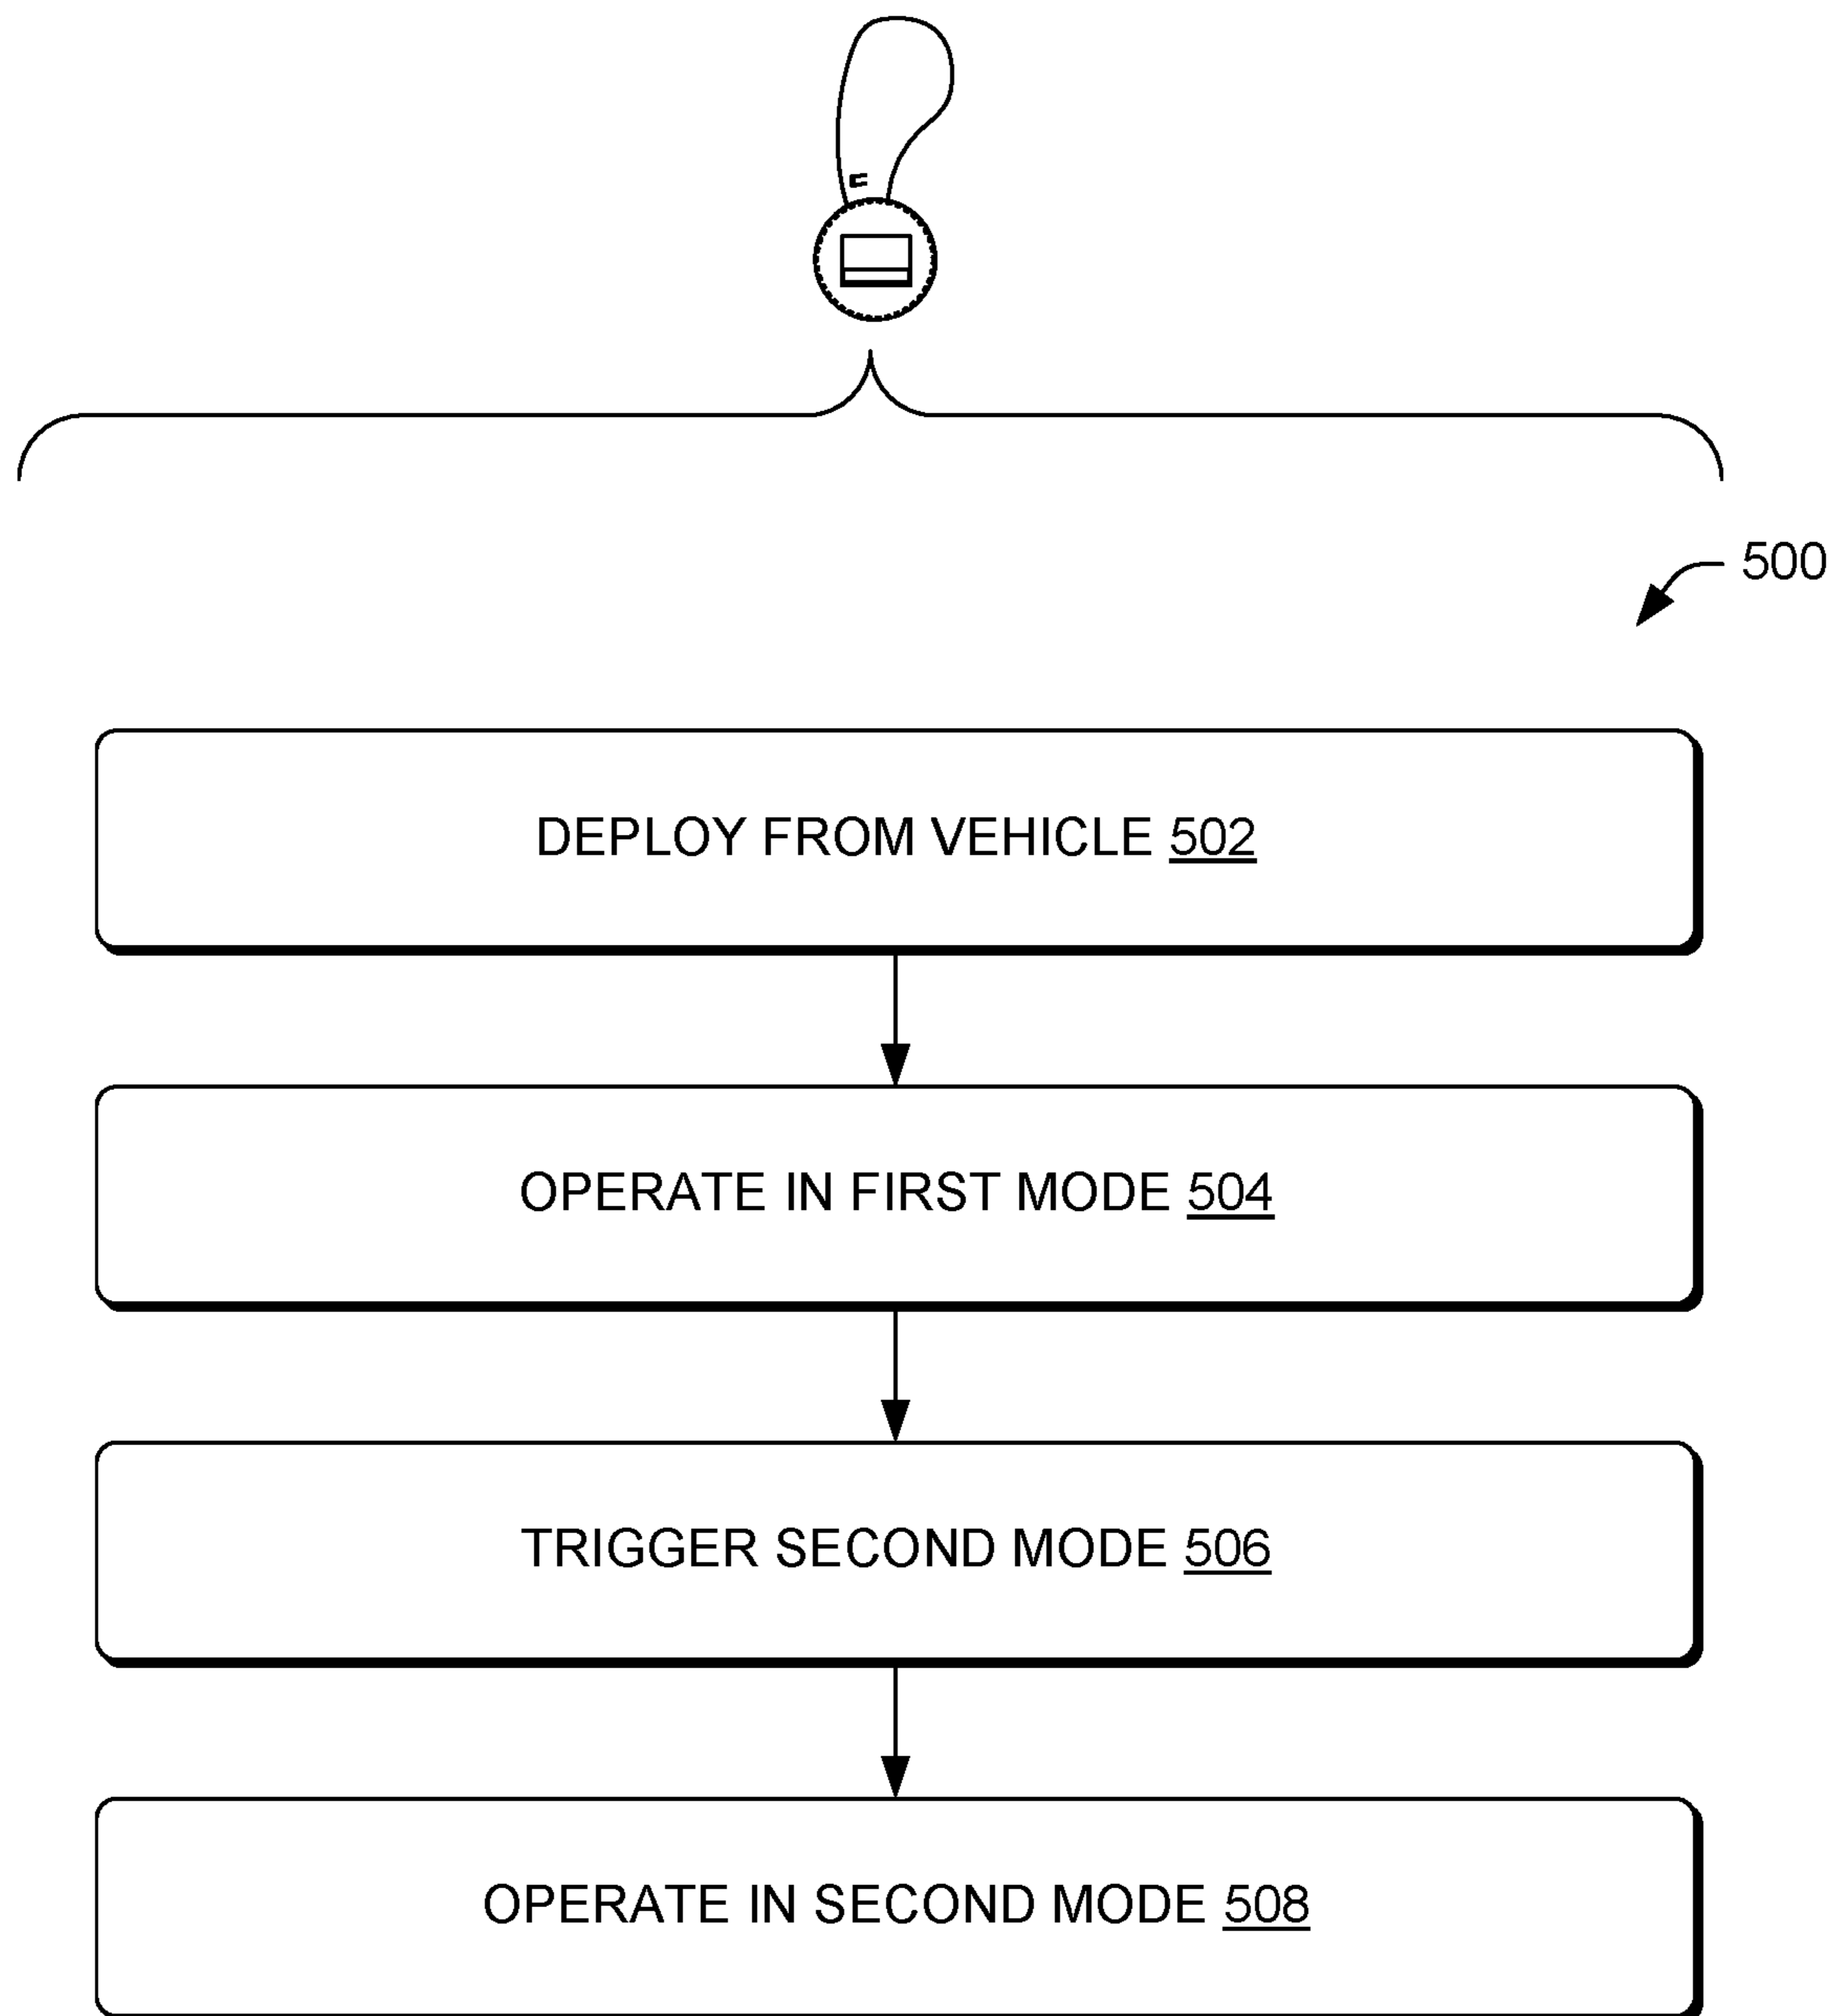 500
DEPLOY FROM VEHICLE 502
OPERATE IN FIRST MODE 504
TRIGGER SECOND MODE 506
OPERATE IN SECOND MODE 508